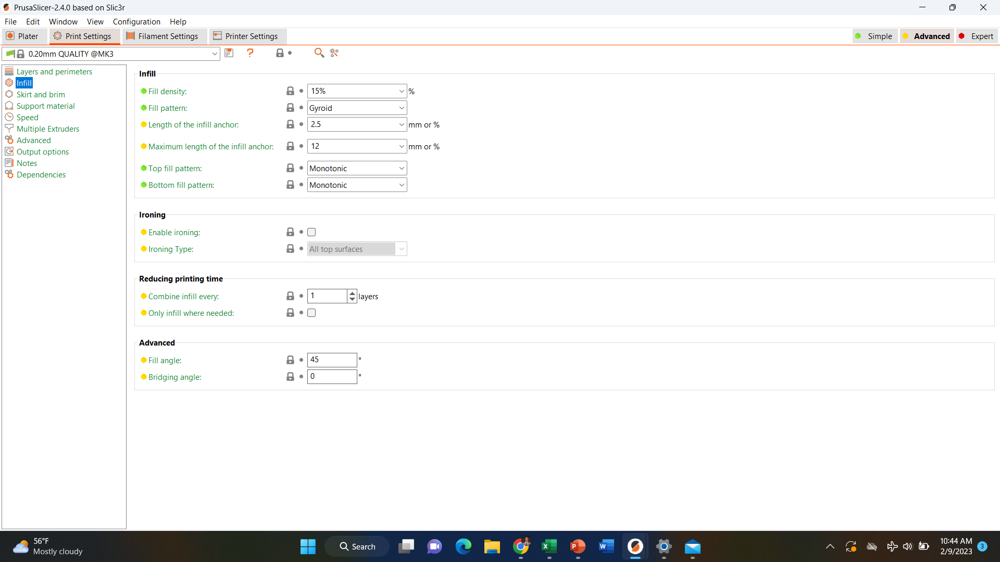 PrusaSlicer-2.4.0 based on Slic3r
File Edit Window View Configuration Help
Plater Print Settings Filament Settings Printer Settings Simple Advanced Expert
0.20mm QUALITY @MK3 ?
Layers and perimeters
Infill
Skirt and brim
Support material
Speed
Multiple Extruders
Advanced
Output options
Notes
Dependencies
Infill
Fill density: 15% %
Fill pattern: Gyroid
Length of the infill anchor: 2.5 mm or %
Maximum length of the infill anchor: 12 mm or %
Top fill pattern: Monotonic
Bottom fill pattern: Monotonic
Ironing
Enable ironing:
Ironing Type: All top surfaces
Reducing printing time
Combine infill every: 1 layers
Only infill where needed:
Advanced
Fill angle: 45 °
Bridging angle: 0 °
56°F
Mostly cloudy
Search
X P W
10:44 AM
2/9/2023 3